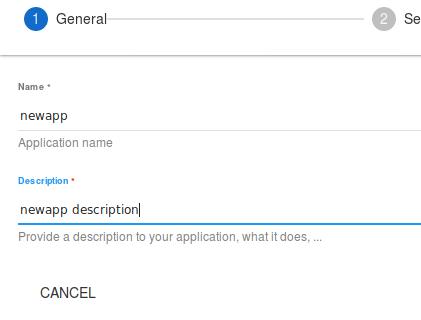 1 General 2 Se
Name *
newapp
Application name
Description *
newapp description
Provide a description to your application, what it does, ...
CANCEL